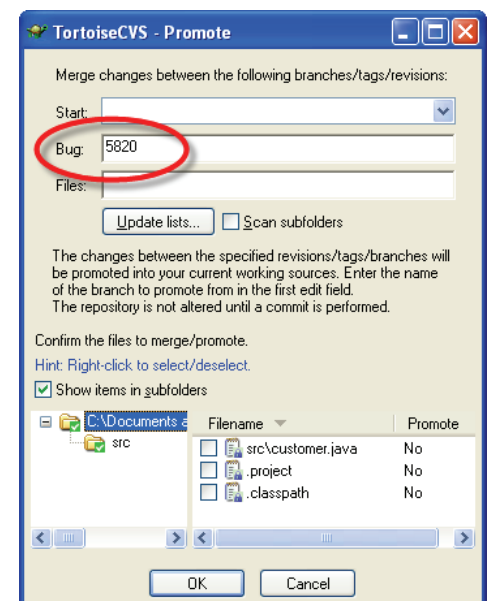 TortoiseCVS - Promote
Merge changes between the following branches/tags/revisions:
Start:
Bug: 5820
Files:
Update lists... Scan subfolders
The changes between the specified revisions/tags/branches will
be promoted into your current working sources. Enter the name
of the branch to promote from in the first edit field.
The repository is not altered until a commit is performed.
Confirm the files to merge/promote.
Hint: Right-click to select/deselect.
Show items in subfolders
C:\Documents a
src
Filename Promote
src\customer.java No
.project No
.classpath No
OK Cancel